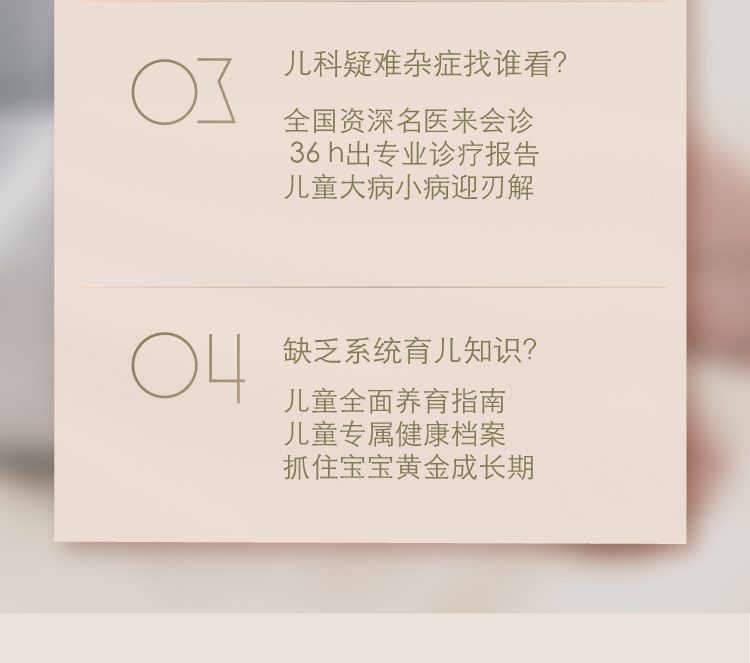 03
儿科疑难杂症找谁看?
全国资深名医来会诊
36 h出专业诊疗报告
儿童大病小病迎刃解
04
缺乏系统育儿知识?
儿童全面养育指南
儿童专属健康档案
抓住宝宝黄金成长期